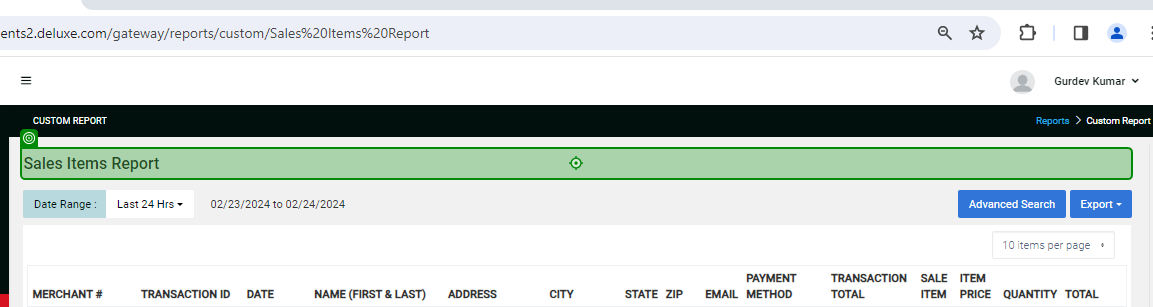 ents2.deluxe.com/gateway/reports/custom/Sales%20Items%20Report
Gurdev Kumar
CUSTOM REPORT Reports > Custom Report
Sales Items Report
Date Range : Last 24 Hrs 02/23/2024 to 02/24/2024 Advanced Search Export
10 items per page
MERCHANT # TRANSACTION ID DATE NAME (FIRST & LAST) ADDRESS CITY STATE ZIP EMAIL PAYMENT METHOD TRANSACTION TOTAL SALE ITEM ITEM PRICE QUANTITY TOTAL